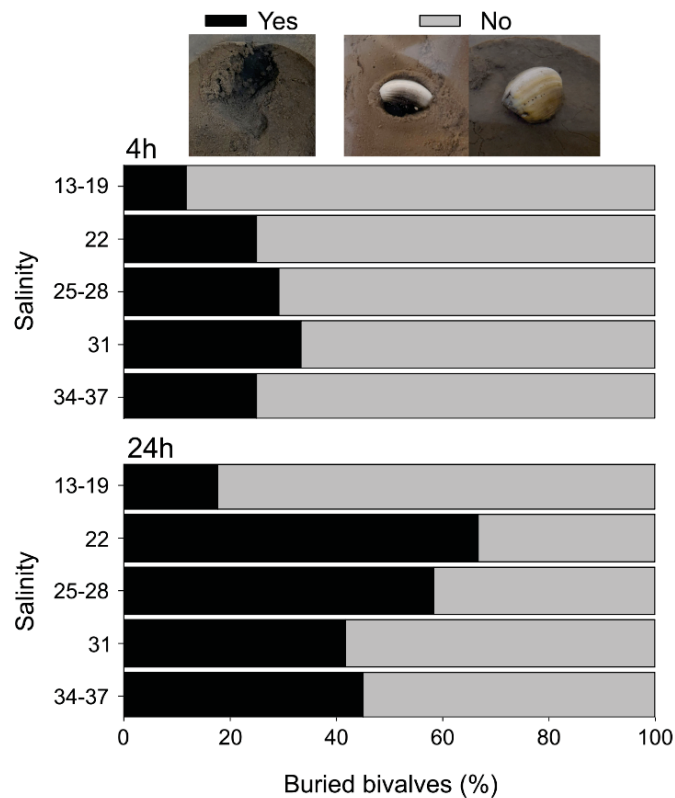 Yes No
4h
13-19
22
25-28
31
34-37
Salinity
24h
13-19
22
25-28
31
34-37
Salinity
0 20 40 60 80 100
Buried bivalves (%)